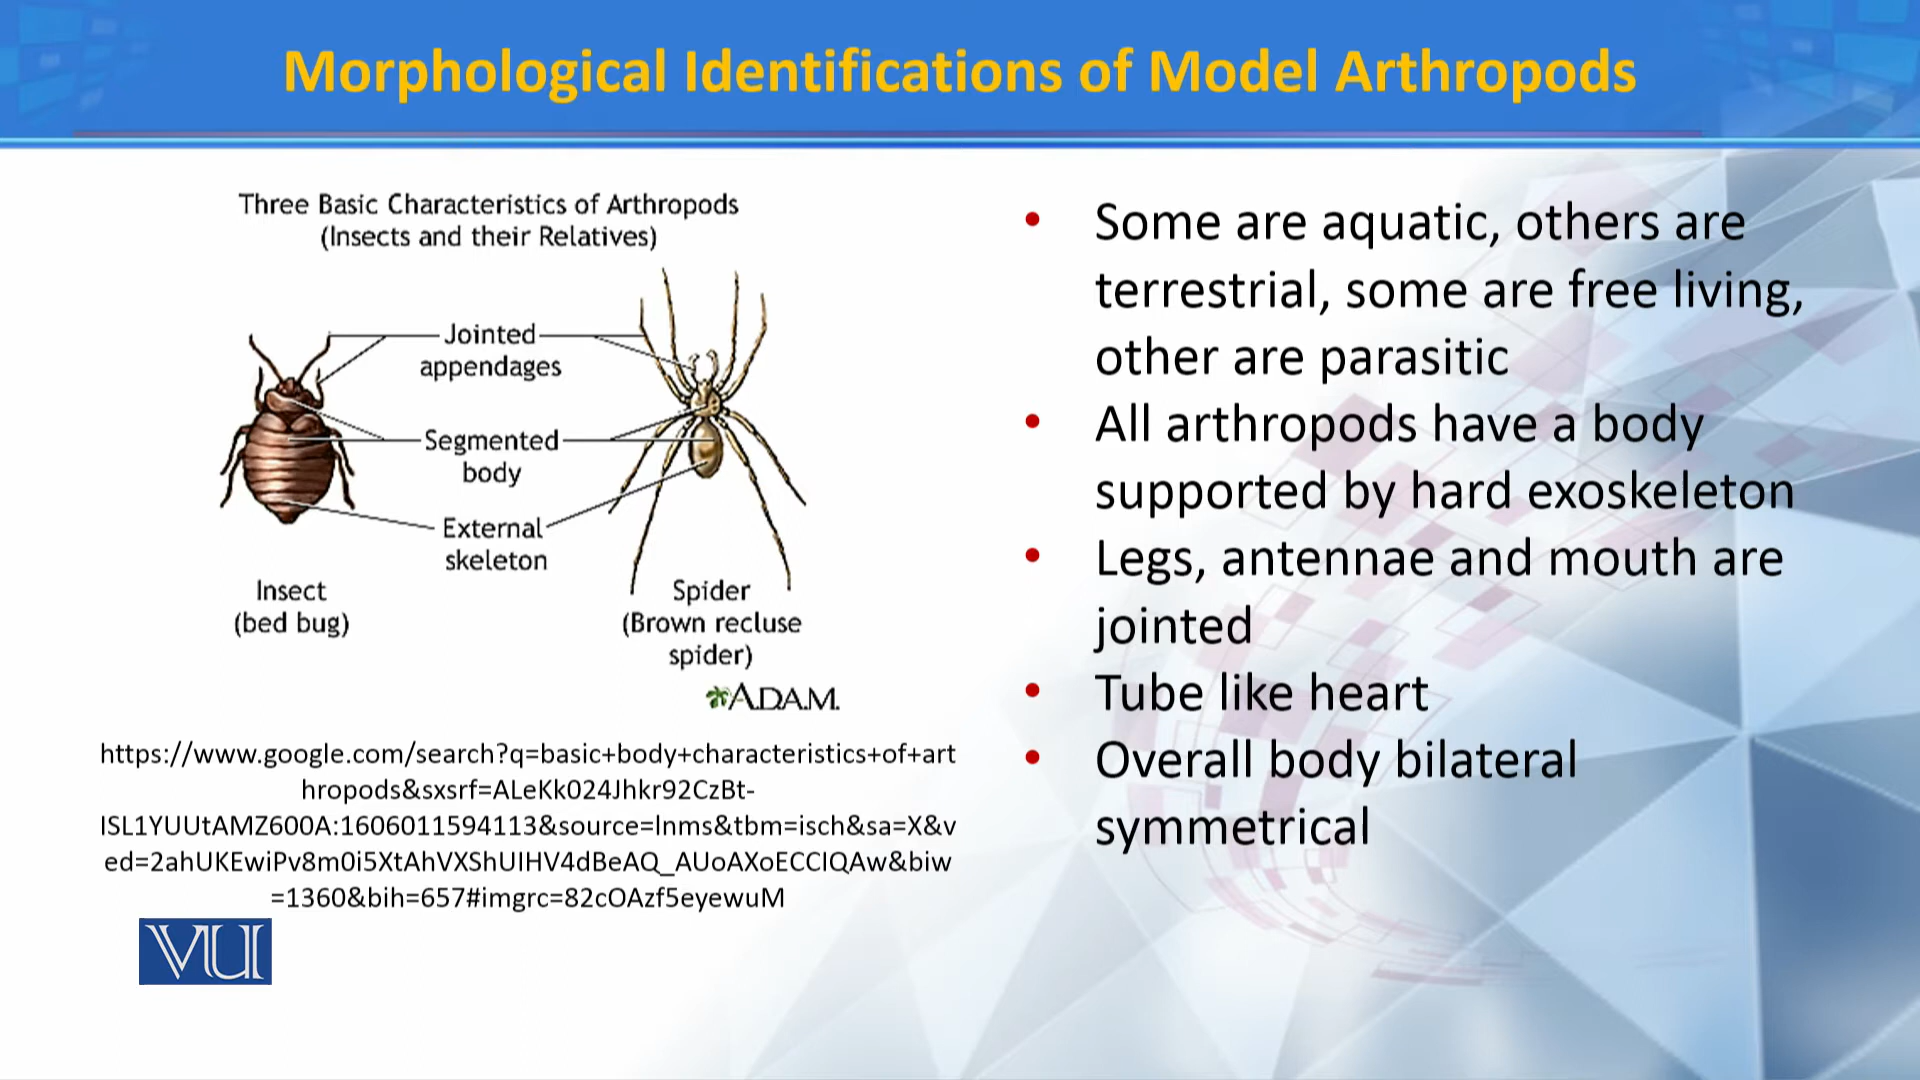 Morphological Identifications of Model Arthropods
Three Basic Characteristics of Arthropods
(Insects and their Relatives)
Jointed
appendages
Segmented
body
External
skeleton
Insect
(bed bug)
Spider
(Brown recluse
spider)
A.D.A.M.
https://www.google.com/search?q=basic+body+characteristics+of+art
hropods&sxsrf=ALeKk024Jhkr92CzBt-
ISL1YUUtAMZ600A:1606011594113&source=lnms&tbm=isch&sa=X&v
ed=2ahUKEwiPv8m0i5XtAhVXShUIHV4dBeAQ_AUoAXoECCIQAw&biw
=1360&bih=657#imgrc=82cOAzf5eyewuM
VU
• Some are aquatic, others are
terrestrial, some are free living,
other are parasitic
• All arthropods have a body
supported by hard exoskeleton
• Legs, antennae and mouth are
jointed
• Tube like heart
• Overall body bilateral
symmetrical